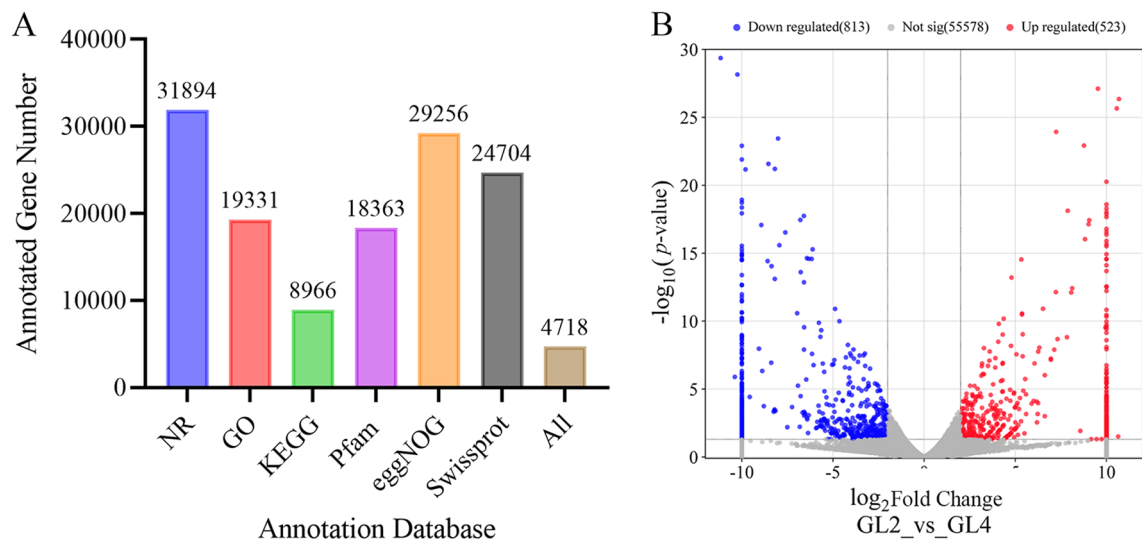 A
Annotated Gene Number
40000
30000
20000
10000
0
31894
19331
8966
18363
29256
24704
4718
NR
GO
KEGG
Pfam
eggNOG
Swissprot
All
Annotation Database
B
Down regulated(813) Not sig(55578) Up regulated(523)
-log10(p-value)
30
25
20
15
10
5
0
-10 -5 0 5 10
log2Fold Change
GL2_vs_GL4